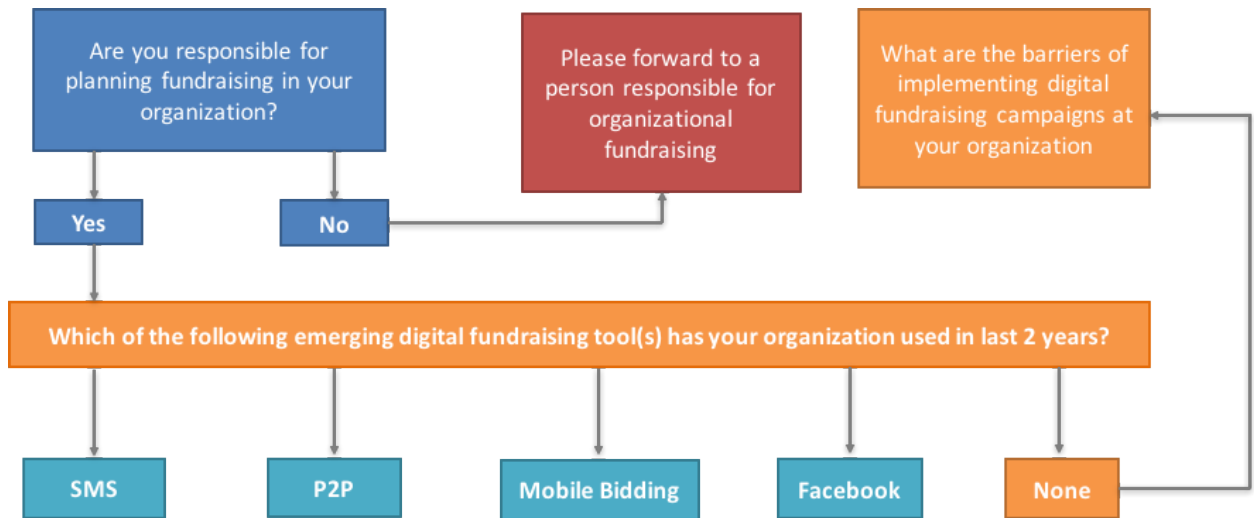 Are you responsible for
planning fundraising in your
organization?
Please forward to a
person responsible for
organizational
fundraising
What are the barriers of
implementing digital
fundraising campaigns at
your organization
Yes
No
Which of the following emerging digital fundraising tool(s) has your organization used in last 2 years?
SMS
P2P
Mobile Bidding
Facebook
None